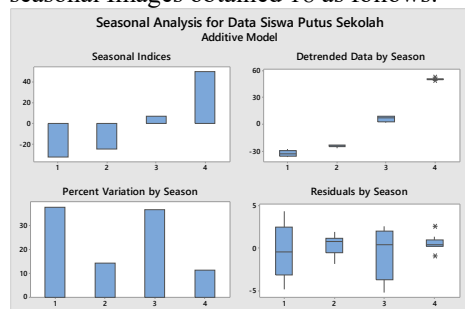 seasonal images obtained 18 as follows:
Seasonal Analysis for Data Siswa Putus Sekolah
Additive Model
Seasonal Indices
40
20
0
-20
1 2 3 4
Detrended Data by Season
60
30
0
-30
1 2 3 4
Percent Variation by Season
30
20
10
0
1 2 3 4
Residuals by Season
5
0
-5
1 2 3 4